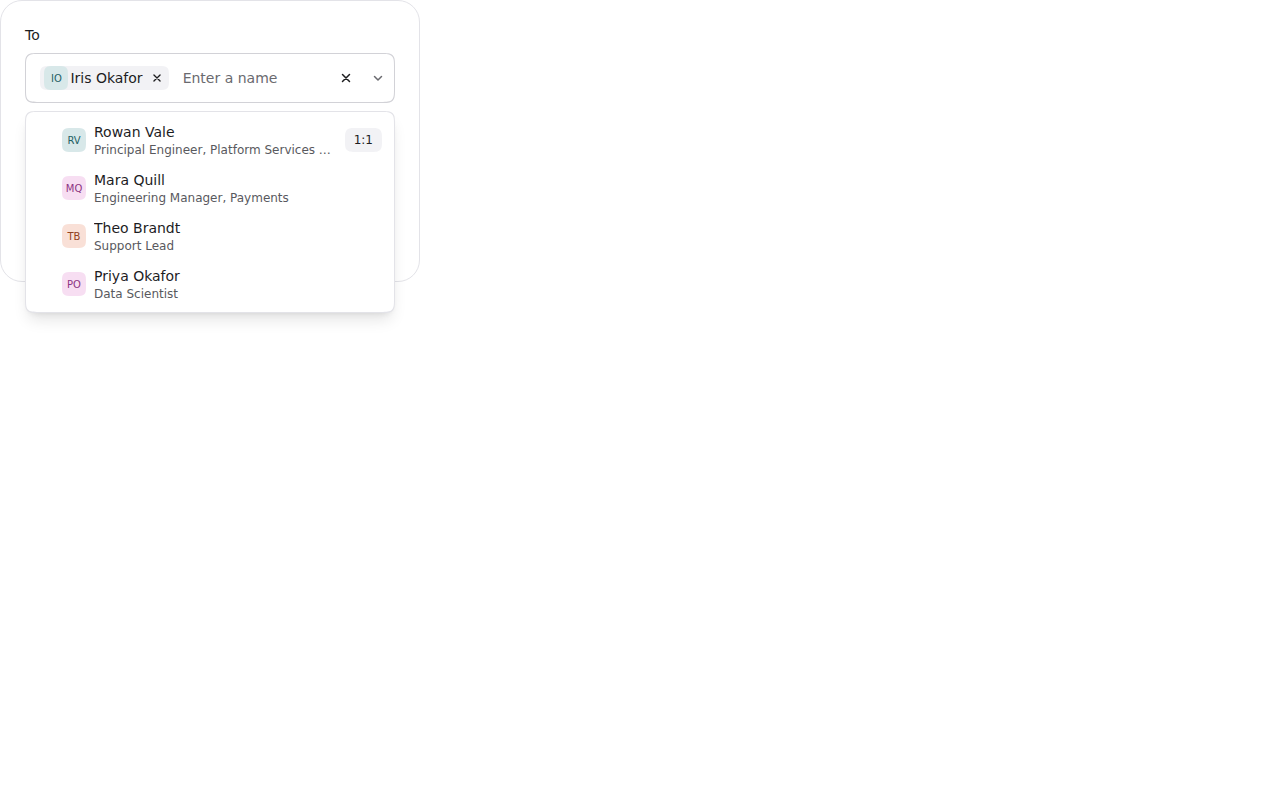 To
IO Iris Okafor Enter a name
RV Rowan Vale
Principal Engineer, Platform Services ...
1:1
MQ Mara Quill
Engineering Manager, Payments
TB Theo Brandt
Support Lead
PO Priya Okafor
Data Scientist